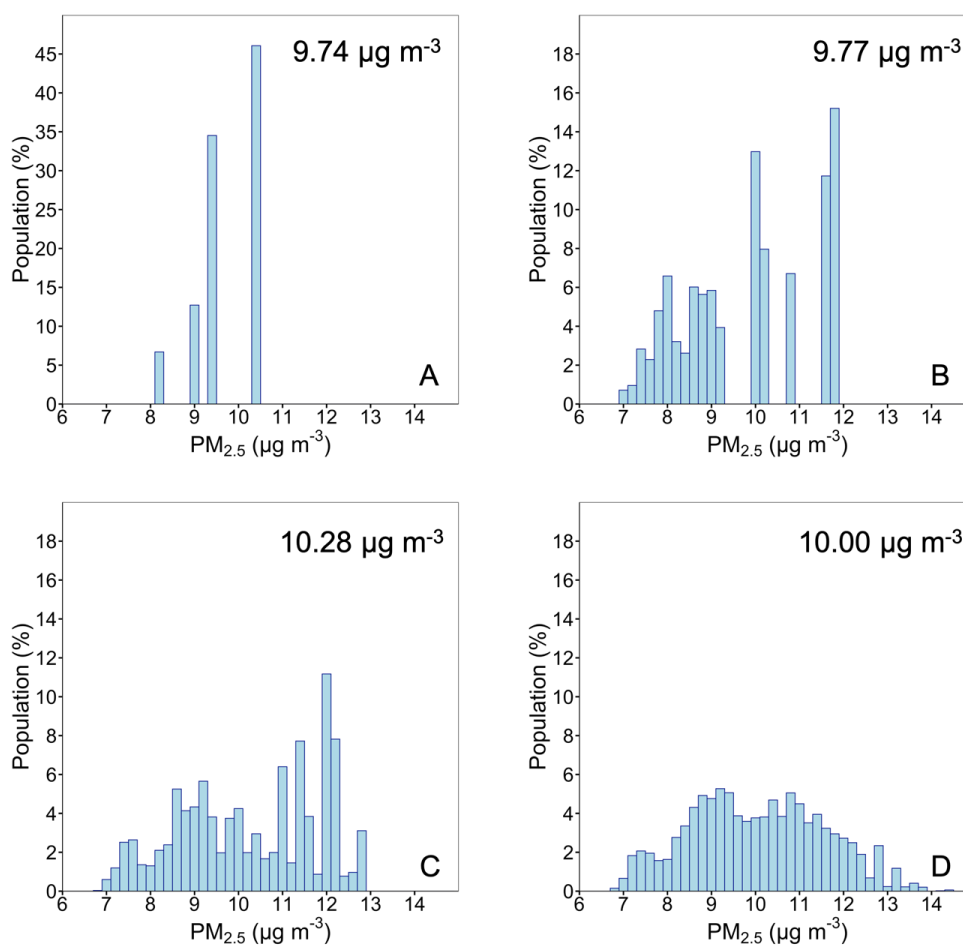 9.74 µg m-3
Population (%)
45
40
35
30
25
20
15
10
5
0
A
6 7 8 9 10 11 12 13 14
PM2.5 (µg m-3)
9.77 µg m-3
Population (%)
18
16
14
12
10
8
6
4
2
0
B
6 7 8 9 10 11 12 13 14
PM2.5 (µg m-3)
10.28 µg m-3
Population (%)
18
16
14
12
10
8
6
4
2
0
C
6 7 8 9 10 11 12 13 14
PM2.5 (µg m-3)
10.00 µg m-3
Population (%)
18
16
14
12
10
8
6
4
2
0
D
6 7 8 9 10 11 12 13 14
PM2.5 (µg m-3)